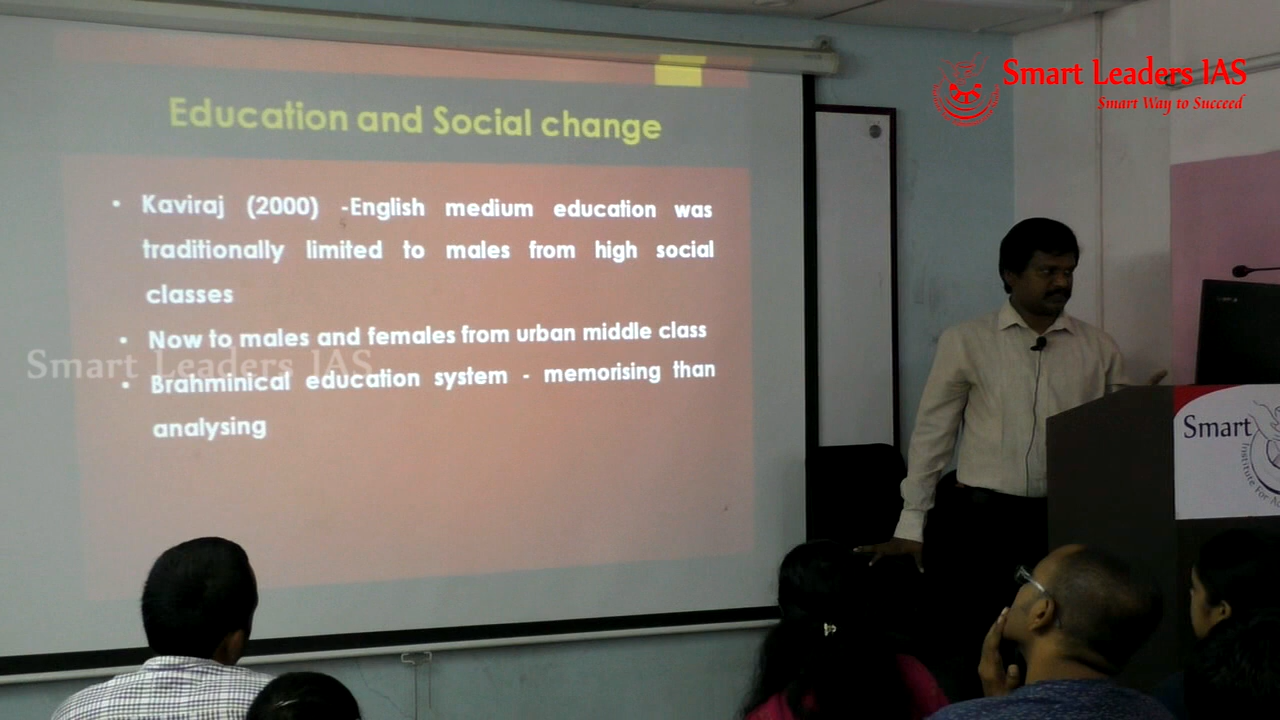 Smart Leaders IAS
Smart Way to Succeed
Education and Social change
• Kaviraj (2000) -English medium education was
traditionally limited to males from high social
classes
• Now to males and females from urban middle class
Smart Leaders IAS
• Brahminical education system - memorising than
analysing
Smart
Institute For